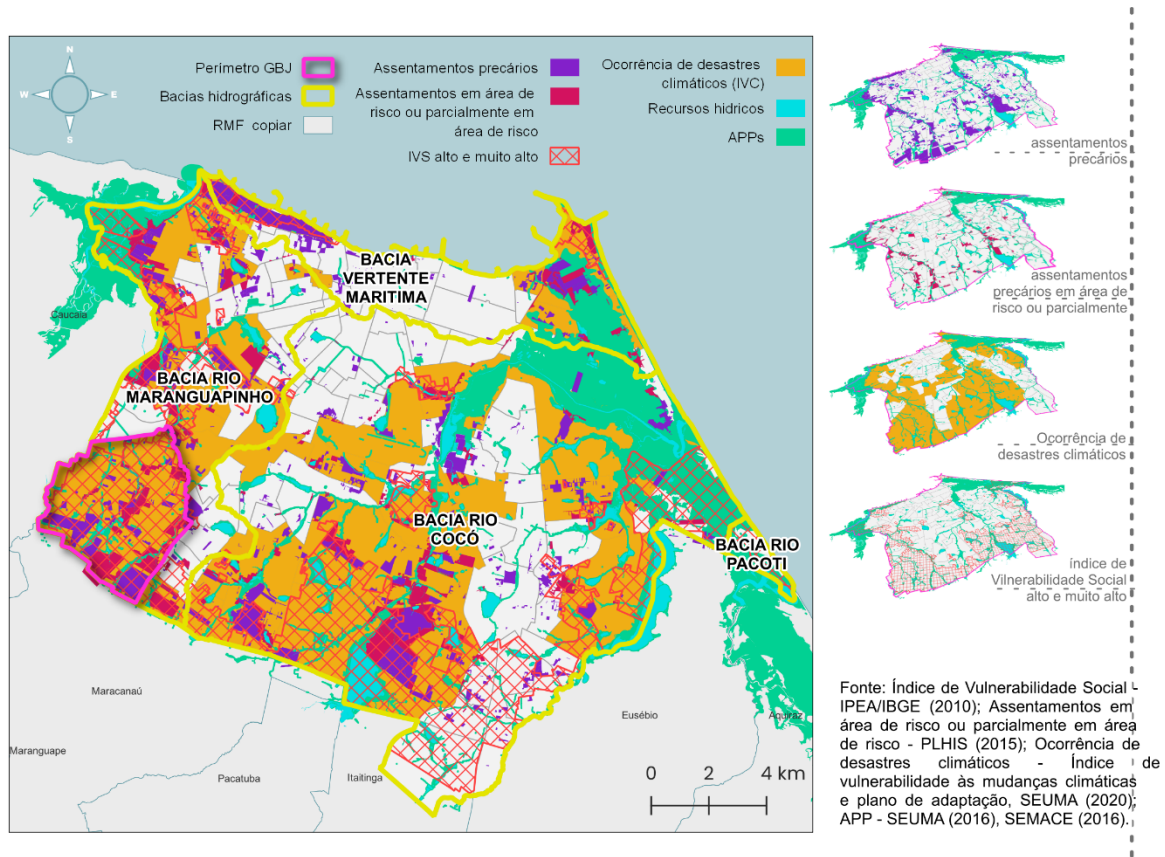 N
W
E
S
Perímetro GBJ
Bacias hidrográficas
RMF copiar
Assentamentos precários
Assentamentos em área de
risco ou parcialmente em
área de risco
IVS alto e muito alto
Ocorrência de desastres
climáticos (IVC)
Recursos hidricos
APPs
BACIA
VERTENTE
MARITIMA
Caucaia
BACIA RIO
MARANGUAPINHO
BACIA RIO
COCÓ
BACIA RIO
PACOTI
Maracanaú
Maranguape
Pacatuba
Itaitinga
Eusébio
Aquiraz
0 2 4 km
assentamentos
precários
assentamentos
precários em área de
risco ou parcialmente
Ocorrência de
desastres climáticos
índice de
Vilnerabilidade Social
alto e muito alto
Fonte: Índice de Vulnerabilidade Social -
IPEA/IBGE (2010); Assentamentos em
área de risco ou parcialmente em área
de risco - PLHIS (2015); Ocorrência de
desastres climáticos - Índice de
vulnerabilidade às mudanças climáticas
e plano de adaptação, SEUMA (2020);
APP - SEUMA (2016), SEMACE (2016).